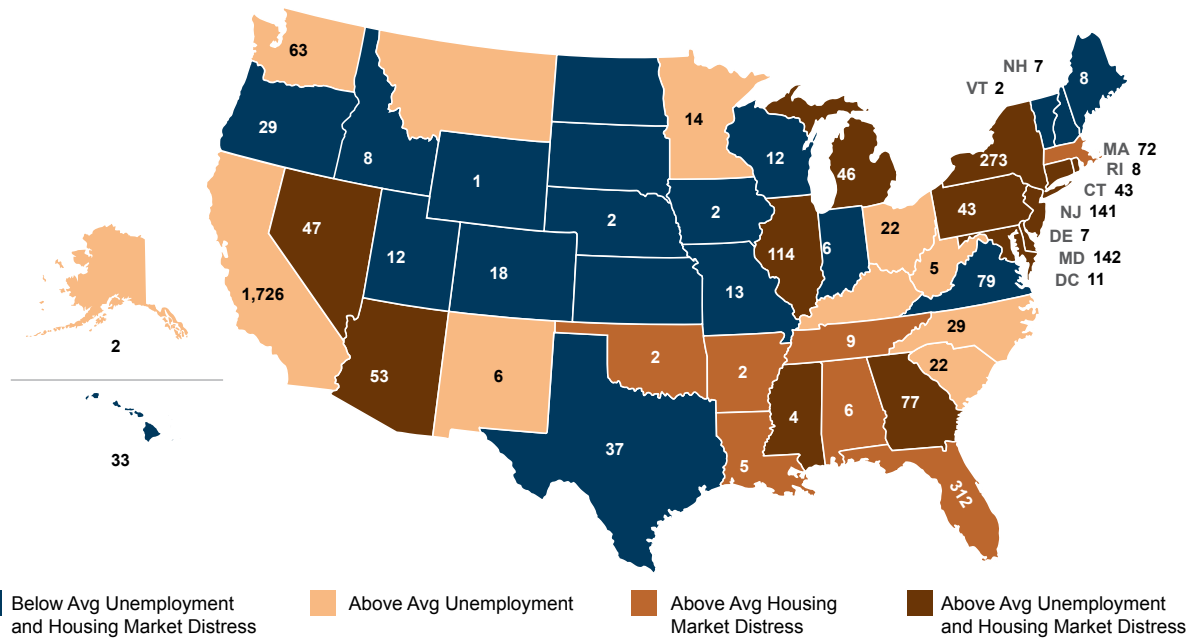 63
NH 7
8
VT 2
14
29
12
273
MA 72
8
46
RI 8
1
CT 43
2
2
43
NJ 141
47
22
DE 7
12
18
114
6
5
MD 142
79
DC 11
1,726
13
29
2
9
53
6
2
2
22
77
4
6
33
37
5
312
Below Avg Unemployment
and Housing Market Distress
Above Avg Unemployment
Above Avg Housing
Market Distress
Above Avg Unemployment
and Housing Market Distress